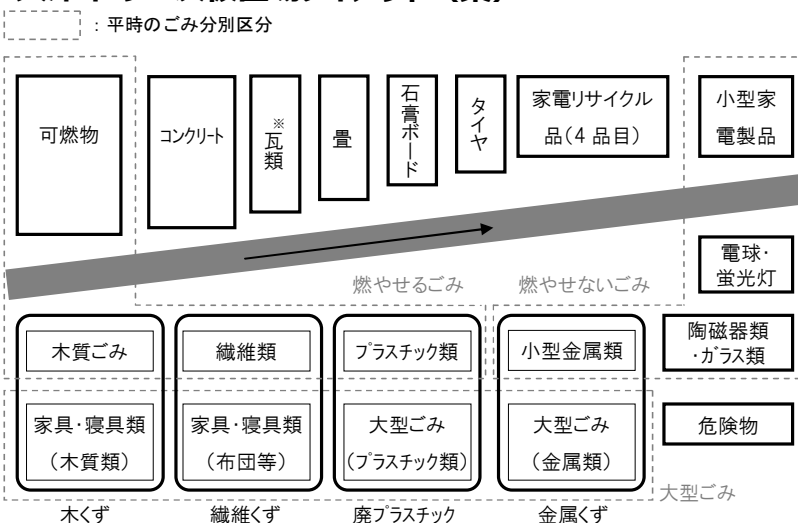 ：平時のごみ分別区分
可燃物
コンクリート
※瓦類
畳
石膏ボード
タイヤ
家電リサイクル
品(4 品目)
小型家
電製品
電球・
蛍光灯
燃やせるごみ
燃やせないごみ
木質ごみ
繊維類
プラスチック類
小型金属類
陶磁器類
・ガラス類
家具・寝具類
(木質類)
家具・寝具類
(布団等)
大型ごみ
(プラスチック類)
大型ごみ
(金属類)
危険物
大型ごみ
木くず
繊維くず
廃プラスチック
金属くず